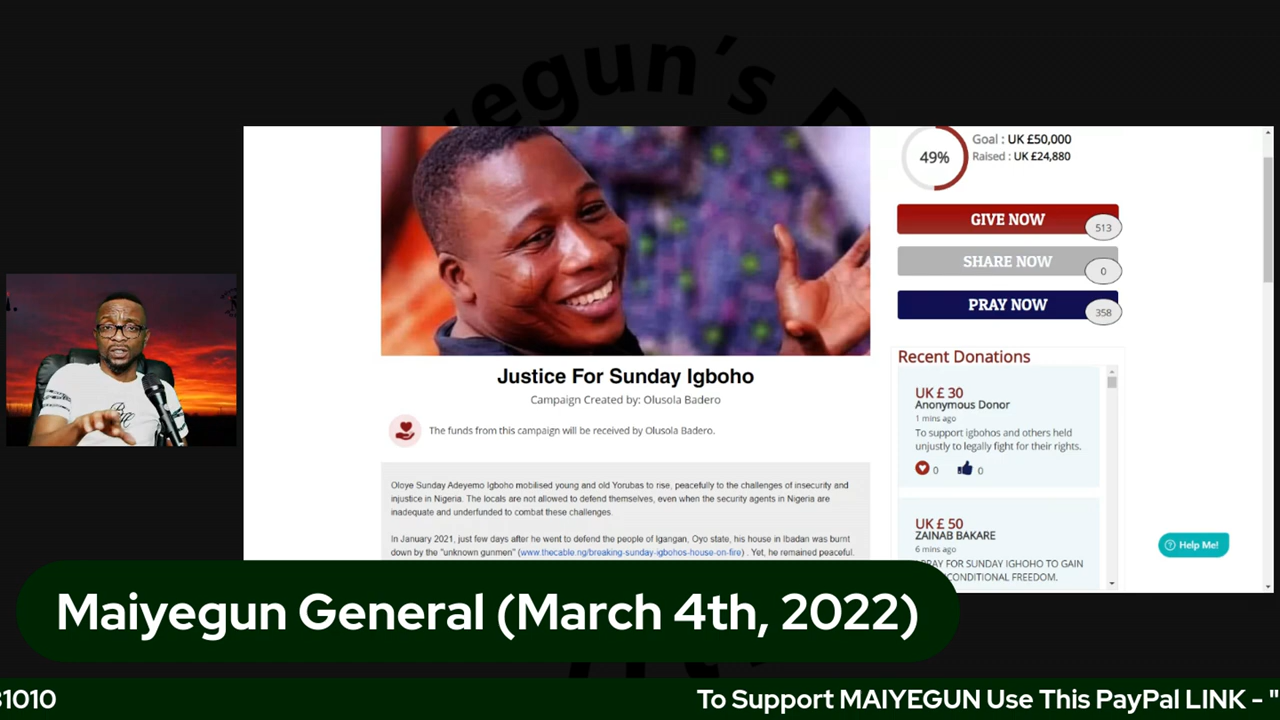 yegun's D
49%
Goal : UK £50,000
Raised : UK £24,880
GIVE NOW
513
SHARE NOW
0
PRAY NOW
358
Justice For Sunday Igboho
Campaign Created by: Olusola Badero
The funds from this campaign will be received by Olusola Badero.
Oloye Sunday Adeyemo Igboho mobilised young and old Yorubas to rise, peacefully to the challenges of insecurity and
injustice in Nigeria. The locals are not allowed to defend themselves, even when the security agents in Nigeria are
inadequate and underfunded to combat these challenges.
In January 2021, just few days after he went to defend the people of Igangan, Oyo state, his house in Ibadan was burnt
down by the "unknown gunmen" (www.thecable.ng/breaking-sunday-igbohos-house-on-fire) . Yet, he remained peaceful.
Recent Donations
UK £ 30
Anonymous Donor
1 mins ago
To support igbohos and others held
unjustly to legally fight for their rights.
0 0
UK £ 50
ZAINAB BAKARE
6 mins ago
PRAY FOR SUNDAY IGHOHO TO GAIN
CONDITIONAL FREEDOM.
Help Me!
Maiyegun General (March 4th, 2022)
31010
To Support MAIYEGUN Use This PayPal LINK - "